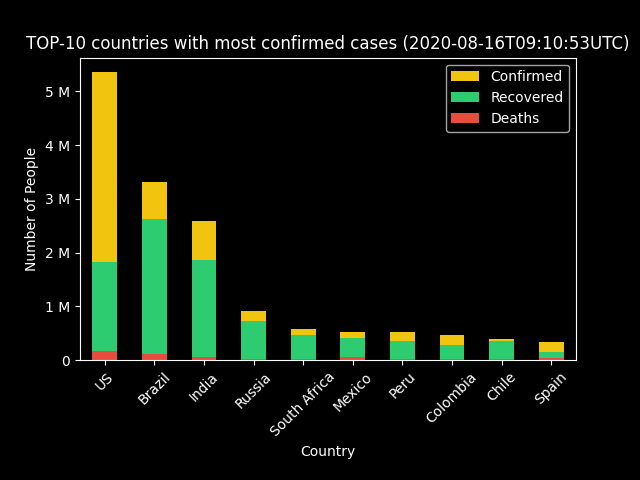 TOP-10 countries with most confirmed cases (2020-08-16T09:10:53UTC)
Confirmed
Recovered
Deaths
Number of People
5 M
4 M
3 M
2 M
1 M
0
US
Brazil
India
Russia
South Africa
Mexico
Peru
Colombia
Chile
Spain
Country